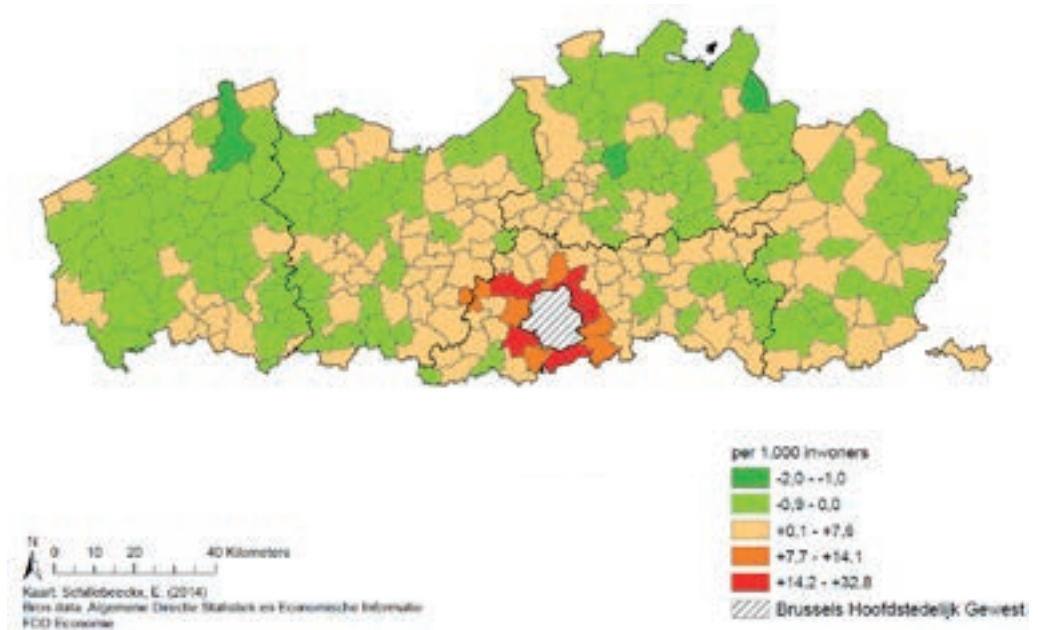 per 1.000 inwoners
-2,0 - -1,0
-0,9 - 0,0
+0,1 - +7,6
+7,7 - +14,1
+14,2 - +32,8
Brussels Hoofdstedelijk Gewest
N
0 10 20 40 Kilometers
Kaart: Schillebeeckx, E. (2014)
Bron data: Algemene Directie Statistiek en Economische Informatie
FOD Economie